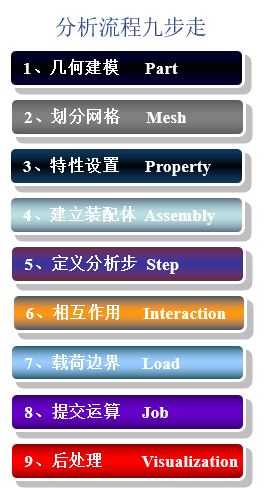 分析流程九步走
1、几何建模 Part
2、划分网格 Mesh
3、特性设置 Property
4、建立装配体 Assembly
5、定义分析步 Step
6、相互作用 Interaction
7、载荷边界 Load
8、提交运算 Job
9、后处理 Visualization